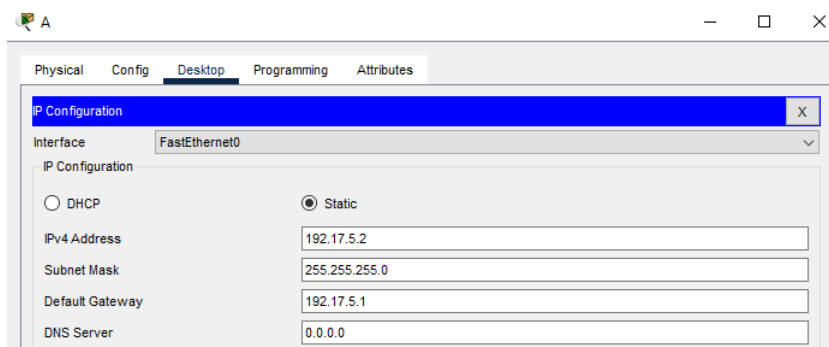 A
Physical Config Desktop Programming Attributes
IP Configuration X
Interface FastEthernet0
IP Configuration
DHCP Static
IPv4 Address 192.17.5.2
Subnet Mask 255.255.255.0
Default Gateway 192.17.5.1
DNS Server 0.0.0.0